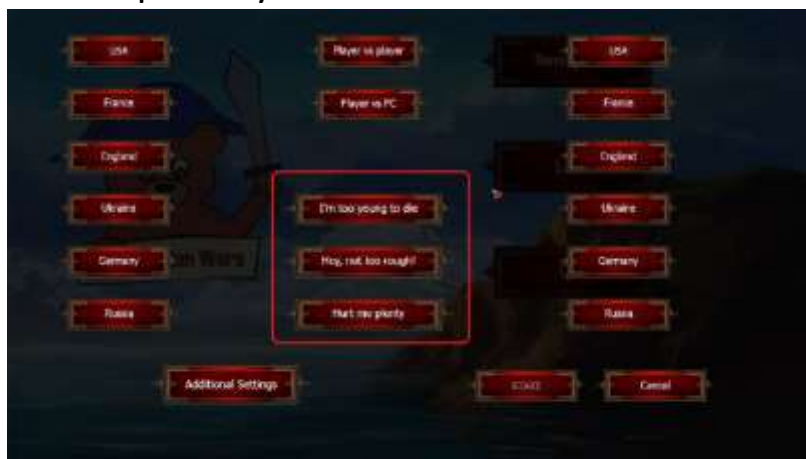 USA
Player vs player
USA
France
Player vs PC
France
England
England
Ukraine
I'm too young to die
Ukraine
Germany
Hey, not too rough!
Germany
Russia
Hurt me plenty
Russia
Additional Settings
START
Cancel